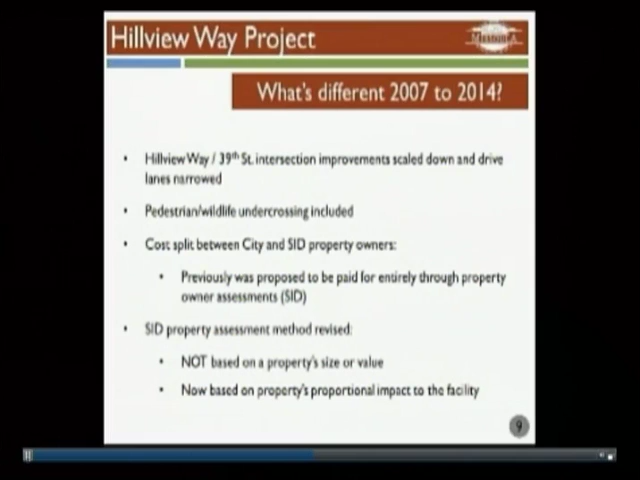 Hillview Way Project
MISSOULA
What's different 2007 to 2014?
• Hillview Way / 39th St. intersection improvements scaled down and drive
lanes narrowed
• Pedestrian/wildlife undercrossing included
• Cost split between City and SID property owners:
• Previously was proposed to be paid for entirely through property
owner assessments (SID)
• SID property assessment method revised:
• NOT based on a property's size or value
• Now based on property's proportional impact to the facility
9